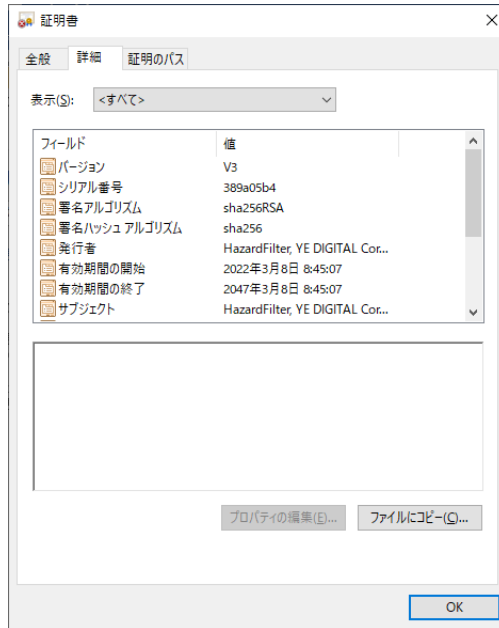 証明書
全般 詳細 証明のパス
表示(S): <すべて>
フィールド 値
バージョン V3
シリアル番号 389a05b4
署名アルゴリズム sha256RSA
署名ハッシュ アルゴリズム sha256
発行者 HazardFilter, YE DIGITAL Cor...
有効期間の開始 2022年3月8日 8:45:07
有効期間の終了 2047年3月8日 8:45:07
サブジェクト HazardFilter, YE DIGITAL Cor...
プロパティの編集(E)... ファイルにコピー(C)...
OK